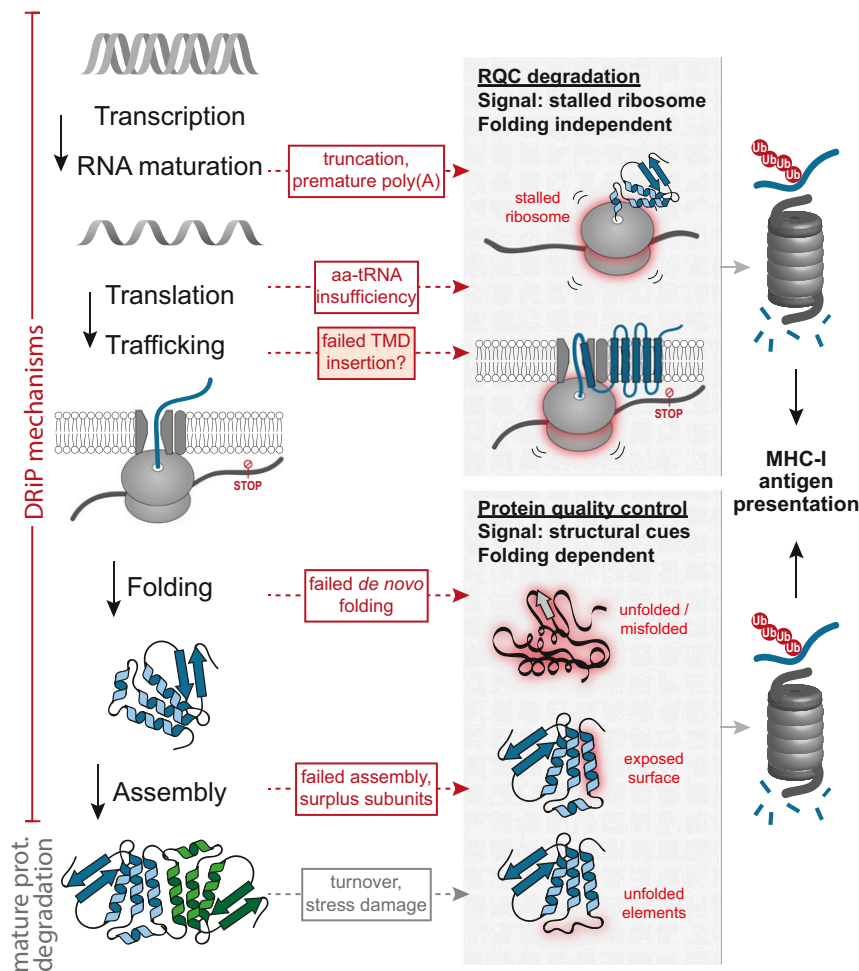 DRiP mechanisms
mature prot.
degradation
Transcription
RNA maturation
truncation,
premature poly(A)
Translation
aa-tRNA
insufficiency
Trafficking
failed TMD
insertion?
STOP
Folding
failed de novo
folding
Assembly
failed assembly,
surplus subunits
turnover,
stress damage
RQC degradation
Signal: stalled ribosome
Folding independent
stalled
ribosome
STOP
Protein quality control
Signal: structural cues
Folding dependent
unfolded /
misfolded
exposed
surface
unfolded
elements
Ub
Ub
Ub
Ub
MHC-I
antigen
presentation
Ub
Ub
Ub
Ub